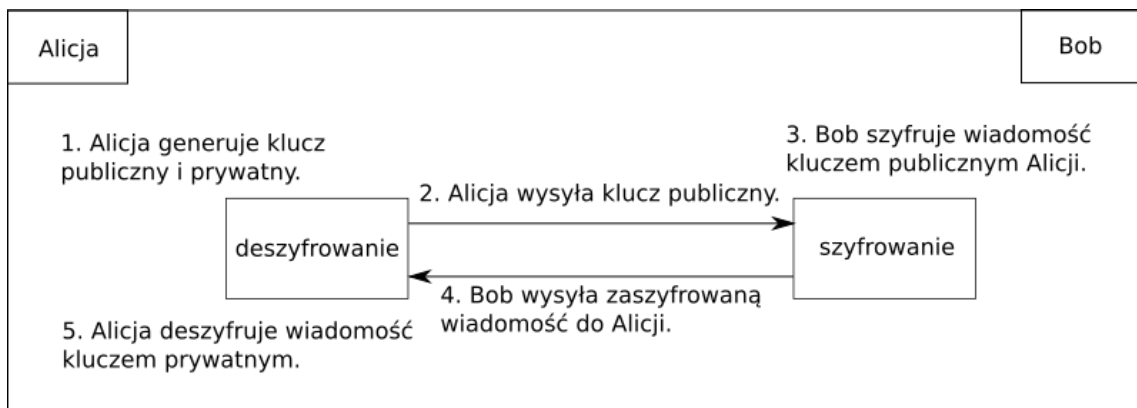 Alicja
Bob
1. Alicja generuje klucz
publiczny i prywatny.
2. Alicja wysyła klucz publiczny.
3. Bob szyfruje wiadomość
kluczem publicznym Alicji.
deszyfrowanie
szyfrowanie
4. Bob wysyła zaszyfrowaną
wiadomość do Alicji.
5. Alicja deszyfruje wiadomość
kluczem prywatnym.